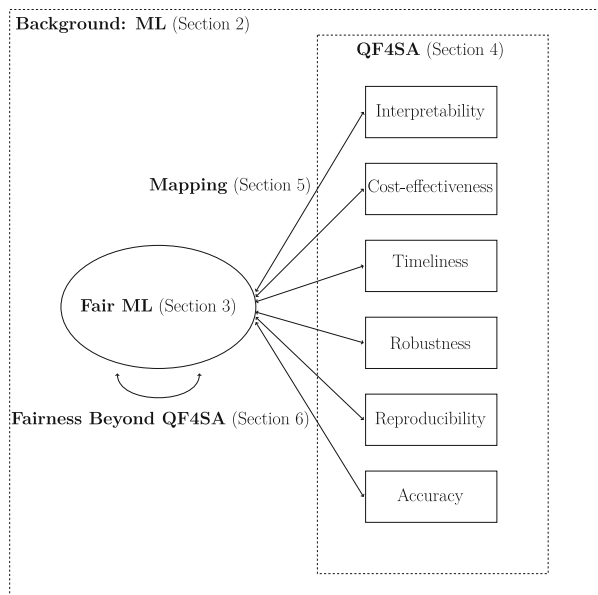 Background: ML (Section 2)
QF4SA (Section 4)
Interpretability
Mapping (Section 5)
Cost-effectiveness
Timeliness
Fair ML (Section 3)
Robustness
Fairness Beyond QF4SA (Section 6)
Reproducibility
Accuracy